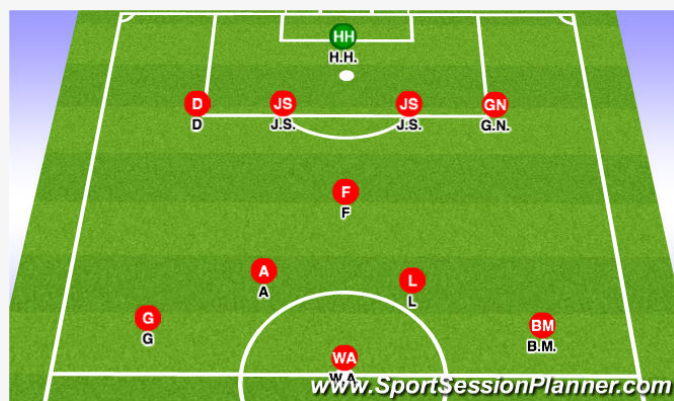 HH
H.H.
D JS JS GN
D J.S. J.S. G.N.
F
F
A L
A L
G BM
G B.M.
WA
W.A.
www.SportSessionPlanner.com